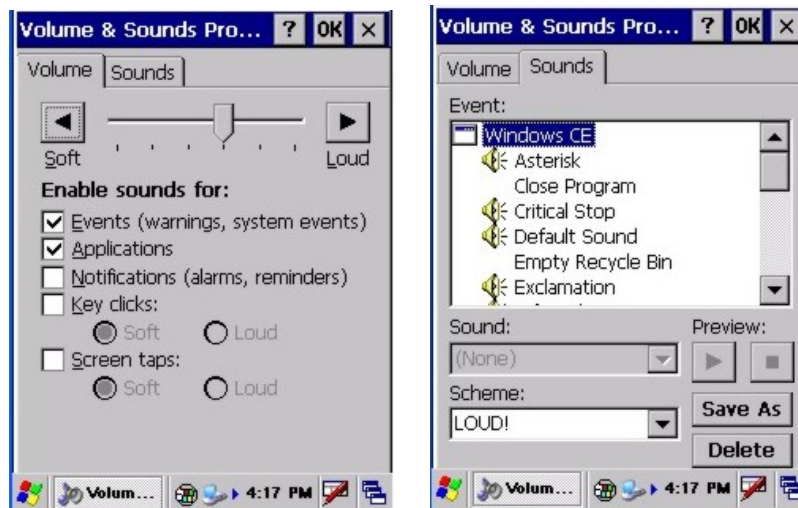 Volume & Sounds Pro... ? OK ×
Volume Sounds
Soft Loud
Enable sounds for:
Events (warnings, system events)
Applications
Notifications (alarms, reminders)
Key clicks:
Soft Loud
Screen taps:
Soft Loud
Volum... 4:17 PM
Volume & Sounds Pro... ? OK ×
Volume Sounds
Event:
Windows CE
Asterisk
Close Program
Critical Stop
Default Sound
Empty Recycle Bin
Exclamation
Sound: Preview:
(None)
Scheme:
LOUD!
Save As
Delete
Volum... 4:17 PM